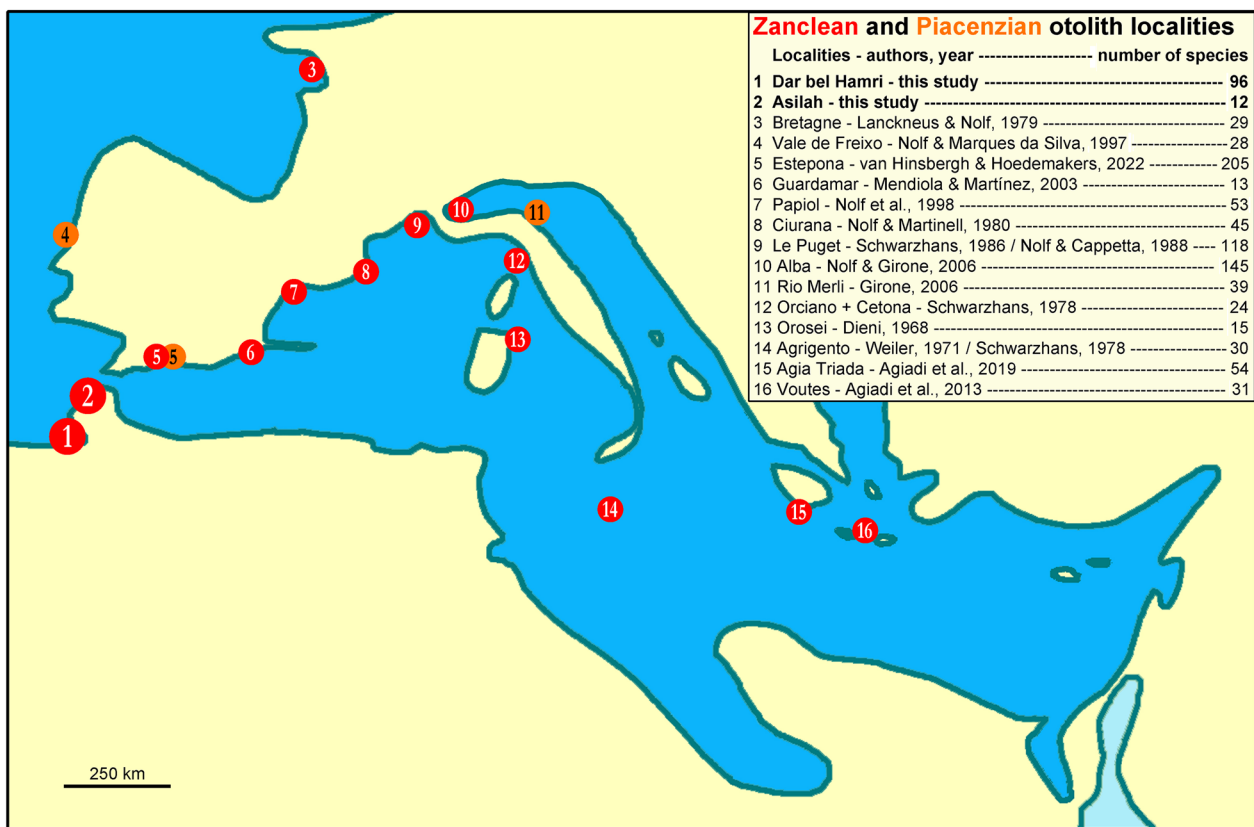 Zanclean and Piacenzian otolith localities
Localities - authors, year -------------------- number of species
1 Dar bel Hamri - this study ------------------------------------------ 96
2 Asilah - this study ---------------------------------------------------- 12
3 Bretagne - Lanckneus & Nolf, 1979 ------------------------------ 29
4 Vale de Freixo - Nolf & Marques da Silva, 1997 ----------------- 28
5 Estepona - van Hinsbergh & Hoedemakers, 2022 ----------- 205
6 Guardamar - Mendiola & Martínez, 2003 ------------------------ 13
7 Papiol - Nolf et al., 1998 -------------------------------------------- 53
8 Ciurana - Nolf & Martinell, 1980 ----------------------------------- 45
9 Le Puget - Schwarzhans, 1986 / Nolf & Cappetta, 1988 ---- 118
10 Alba - Nolf & Girone, 2006 --------------------------------------- 145
11 Rio Merli - Girone, 2006 ------------------------------------------- 39
12 Orciano + Cetona - Schwarzhans, 1978 ----------------------- 24
13 Orosei - Dieni, 1968 ------------------------------------------------ 15
14 Agrigento - Weiler, 1971 / Schwarzhans, 1978 ---------------- 30
15 Agia Triada - Agiadi et al., 2019 ---------------------------------- 54
16 Voutes - Agiadi et al., 2013 --------------------------------------- 31
3
4
10
11
9
12
8
7
13
5
5
6
2
1
14
15
16
250 km